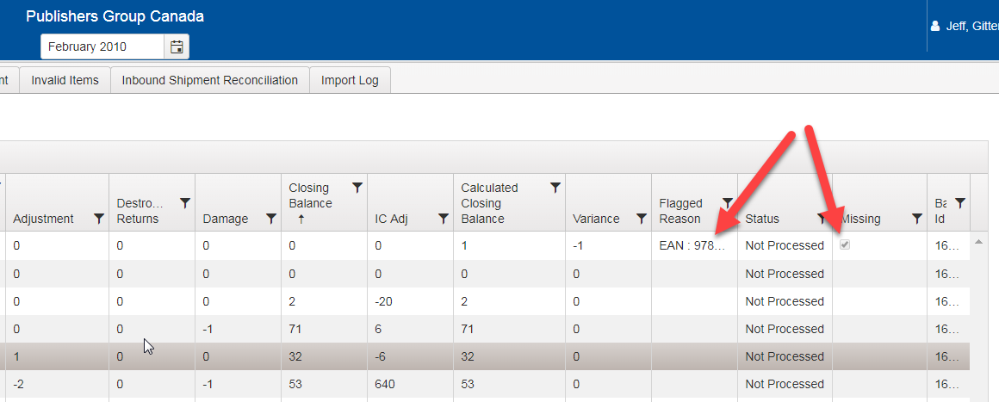 Publishers Group Canada
February 2010
Jeff, Gitter
nt
Invalid Items
Inbound Shipment Reconciliation
Import Log
Adjustment
Destro...
Returns
Damage
Closing
Balance
IC Adj
Calculated
Closing
Balance
Variance
Flagged
Reason
Status
Missing
Ba
Id
0 0 0 0 0 1 -1 EAN : 978... Not Processed 16...
0 0 0 0 0 0 0 Not Processed 16...
0 0 0 2 -20 2 0 Not Processed 16...
0 0 -1 71 6 71 0 Not Processed 16...
1 0 0 32 -6 32 0 Not Processed 16...
-2 0 -1 53 640 53 0 Not Processed 16...